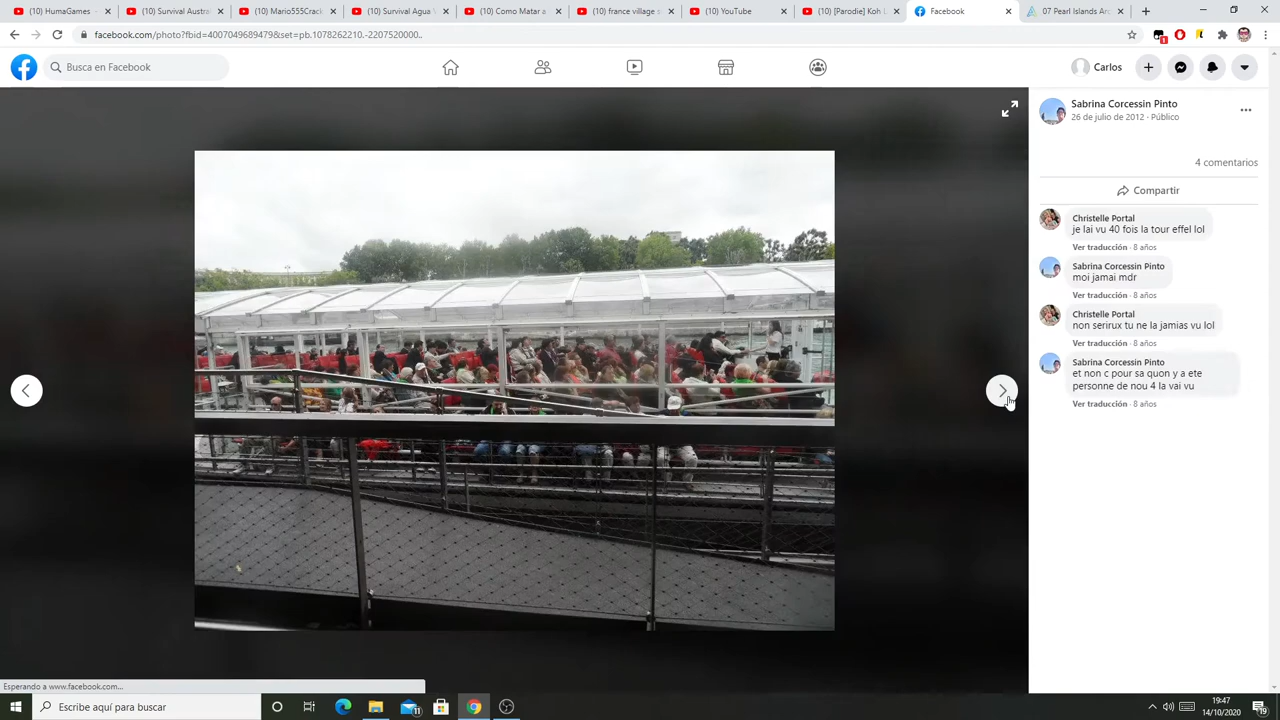 (10) HumaGames -
(10) Survival Austra
(10) Mario555Crack
(10) Survival Agua V
(10) Como Matar a
(10) france village s
(10) YouTube
(10) [Parodie] Koh L
Facebook
07 Pearl Islands Arc
facebook.com/photo?fbid=4007049689479&set=pb.1078262210.-2207520000..
1
Busca en Facebook
Carlos
Sabrina Corcessin Pinto
26 de julio de 2012 · Público
4 comentarios
Compartir
Christelle Portal
je lai vu 40 fois la tour effel lol
Ver traducción · 8 años
Sabrina Corcessin Pinto
moi jamai mdr
Ver traducción · 8 años
Christelle Portal
non serirux tu ne la jamias vu lol
Ver traducción · 8 años
Sabrina Corcessin Pinto
et non c pour sa quon y a ete
personne de nou 4 la vai vu
Ver traducción · 8 años
Esperando a www.facebook.com...
Escribe aquí para buscar
11
19:47
14/10/2020
19